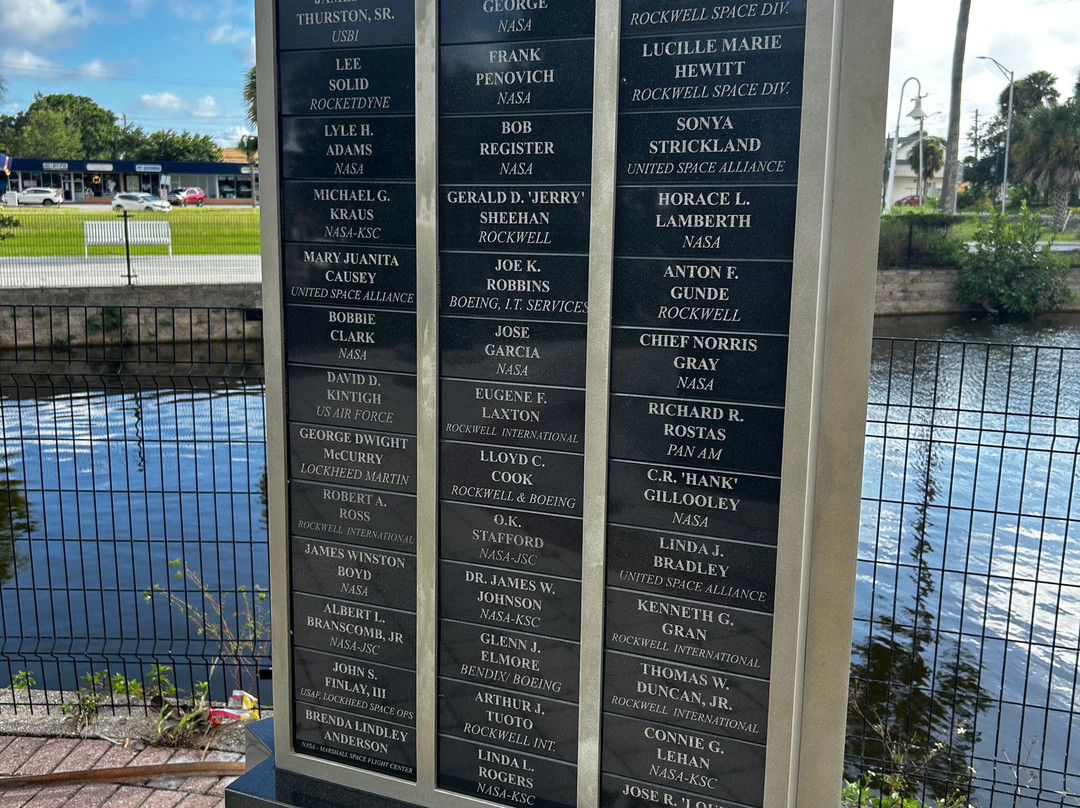 THURSTON, SR.
USBI
LEE
SOLID
ROCKETDYNE
LYLE H.
ADAMS
NASA
MICHAEL G.
KRAUS
NASA-KSC
MARY JUANITA
CAUSEY
UNITED SPACE ALLIANCE
BOBBIE
CLARK
NASA
DAVID D.
KINTIGH
US AIR FORCE
GEORGE DWIGHT
McCURRY
LOCKHEED MARTIN
ROBERT A.
ROSS
ROCKWELL INTERNATIONAL
JAMES WINSTON
BOYD
NASA
ALBERT L.
BRANSCOMB, JR
NASA-JSC
JOHN S.
FINLAY, III
USAF, LOCKHEED SPACE OPS
BRENDA LINDLEY
ANDERSON
NASA - MARSHALL SPACE FLIGHT CENTER
GEORGE
NASA
FRANK
PENOVICH
NASA
BOB
REGISTER
NASA
GERALD D. 'JERRY'
SHEEHAN
ROCKWELL
JOE K.
ROBBINS
BOEING, I.T. SERVICES
JOSE
GARCIA
NASA
EUGENE F.
LAXTON
ROCKWELL INTERNATIONAL
LLOYD C.
COOK
ROCKWELL & BOEING
O.K.
STAFFORD
NASA-JSC
DR. JAMES W.
JOHNSON
NASA-KSC
GLENN J.
ELMORE
BENDIX/ BOEING
ARTHUR J.
TUOTO
ROCKWELL INT.
LINDA L.
ROGERS
NASA-KSC
ROCKWELL SPACE DIV.
LUCILLE MARIE
HEWITT
ROCKWELL SPACE DIV.
SONYA
STRICKLAND
UNITED SPACE ALLIANCE
HORACE L.
LAMBERTH
NASA
ANTON F.
GUNDE
ROCKWELL
CHIEF NORRIS
GRAY
NASA
RICHARD R.
ROSTAS
PAN AM
C.R. 'HANK'
GILLOOLEY
NASA
LINDA J.
BRADLEY
UNITED SPACE ALLIANCE
KENNETH G.
GRAN
ROCKWELL INTERNATIONAL
THOMAS W.
DUNCAN, JR.
ROCKWELL INTERNATIONAL
CONNIE G.
LEHAN
NASA-KSC
JOSE R.